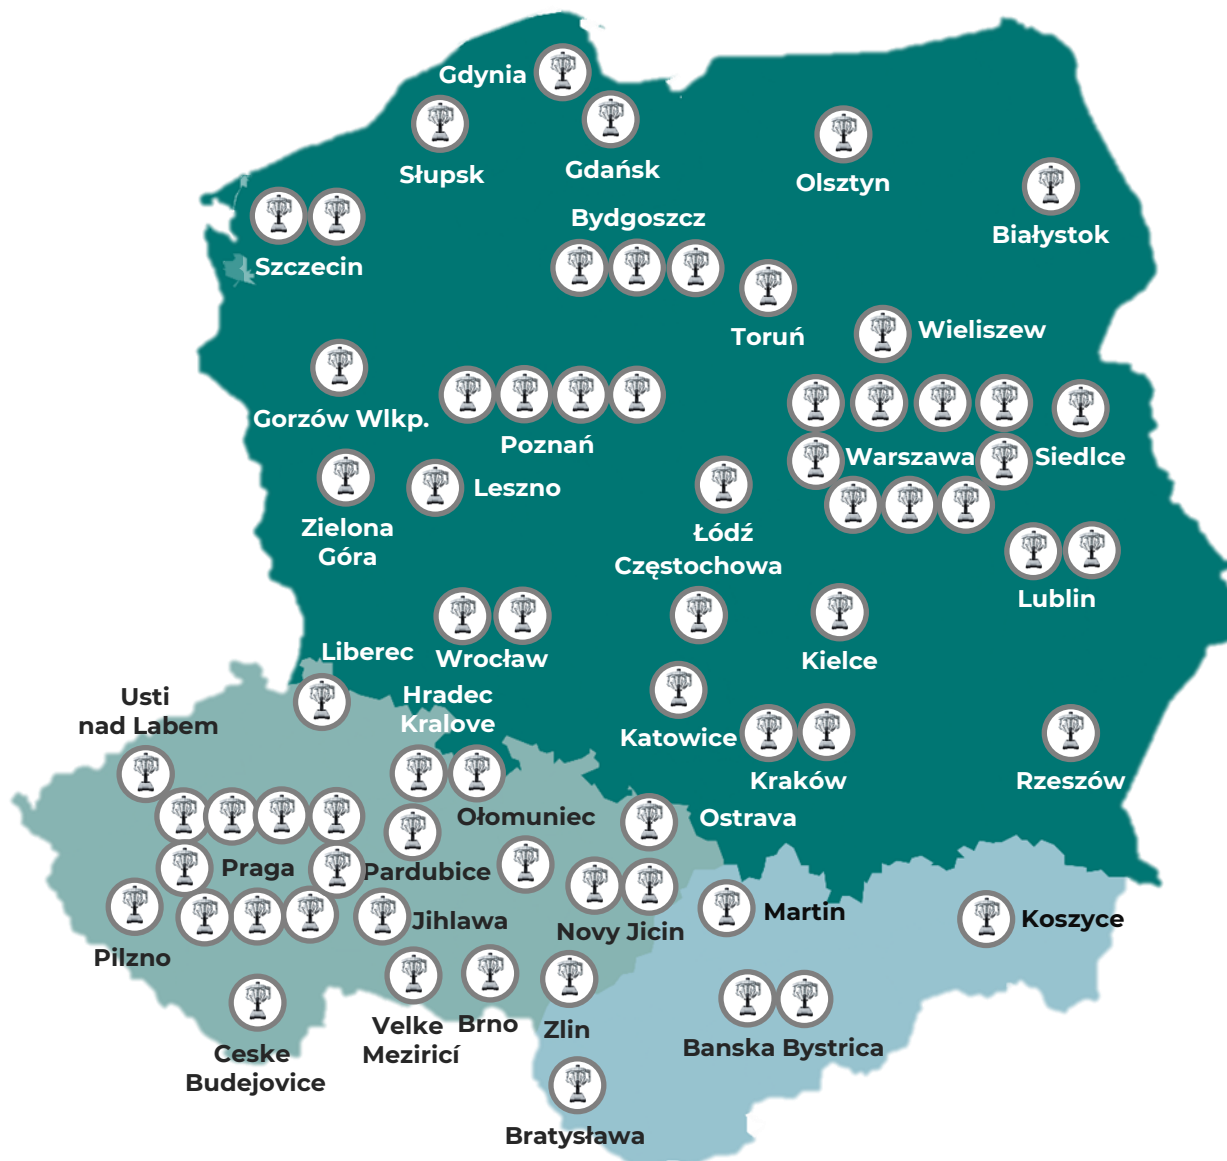 Gdynia
Słupsk
Gdańsk
Olsztyn
Białystok
Bydgoszcz
Szczecin
Toruń
Wieliszew
Gorzów Wlkp.
Poznań
Warszawa
Siedlce
Leszno
Zielona
Góra
Łódź
Częstochowa
Lublin
Wrocław
Kielce
Liberec
Usti
nad Labem
Hradec
Kralove
Katowice
Kraków
Rzeszów
Ołomuniec
Ostrava
Praga
Pardubice
Jihlawa
Novy Jicin
Martin
Koszyce
Pilzno
Velke
Meziricí
Brno
Zlin
Banska Bystrica
Ceske
Budejovice
Bratysława